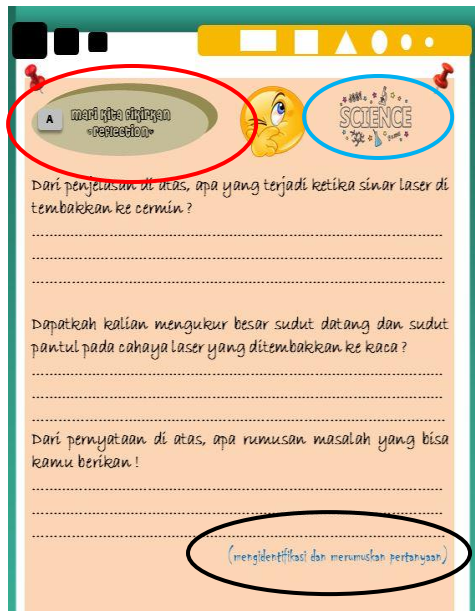 A
mari kita fikirkan
~reflection~
SCIENCE
Dari penjelasan di atas, apa yang terjadi ketika sinar laser di
tembakkan ke cermin ?
Dapatkah kalian mengukur besar sudut datang dan sudut
pantul pada cahaya laser yang ditembakkan ke kaca ?
Dari pernyataan di atas, apa rumusan masalah yang bisa
kamu berikan !
(mengidentifikasi dan merumuskan pertanyaan)